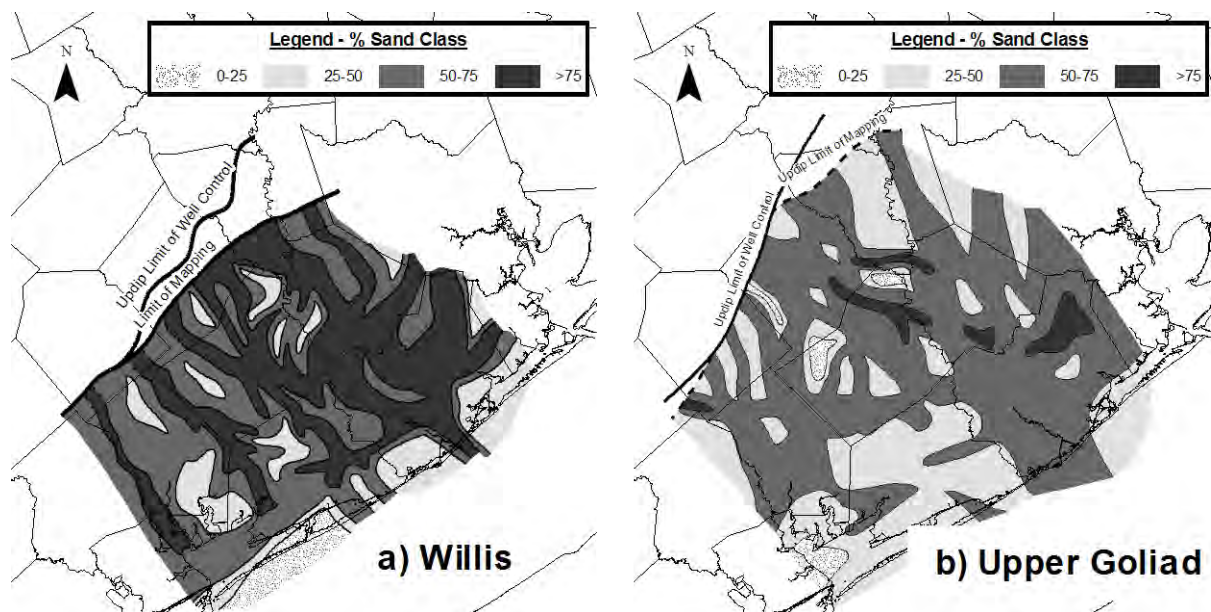 Legend - % Sand Class
0-25 25-50 50-75 >75
N
Updip Limit of Well Control
Limit of Mapping
a) Willis
Legend - % Sand Class
0-25 25-50 50-75 >75
N
Updip Limit of Mapping
Updip Limit of Well Control
b) Upper Goliad